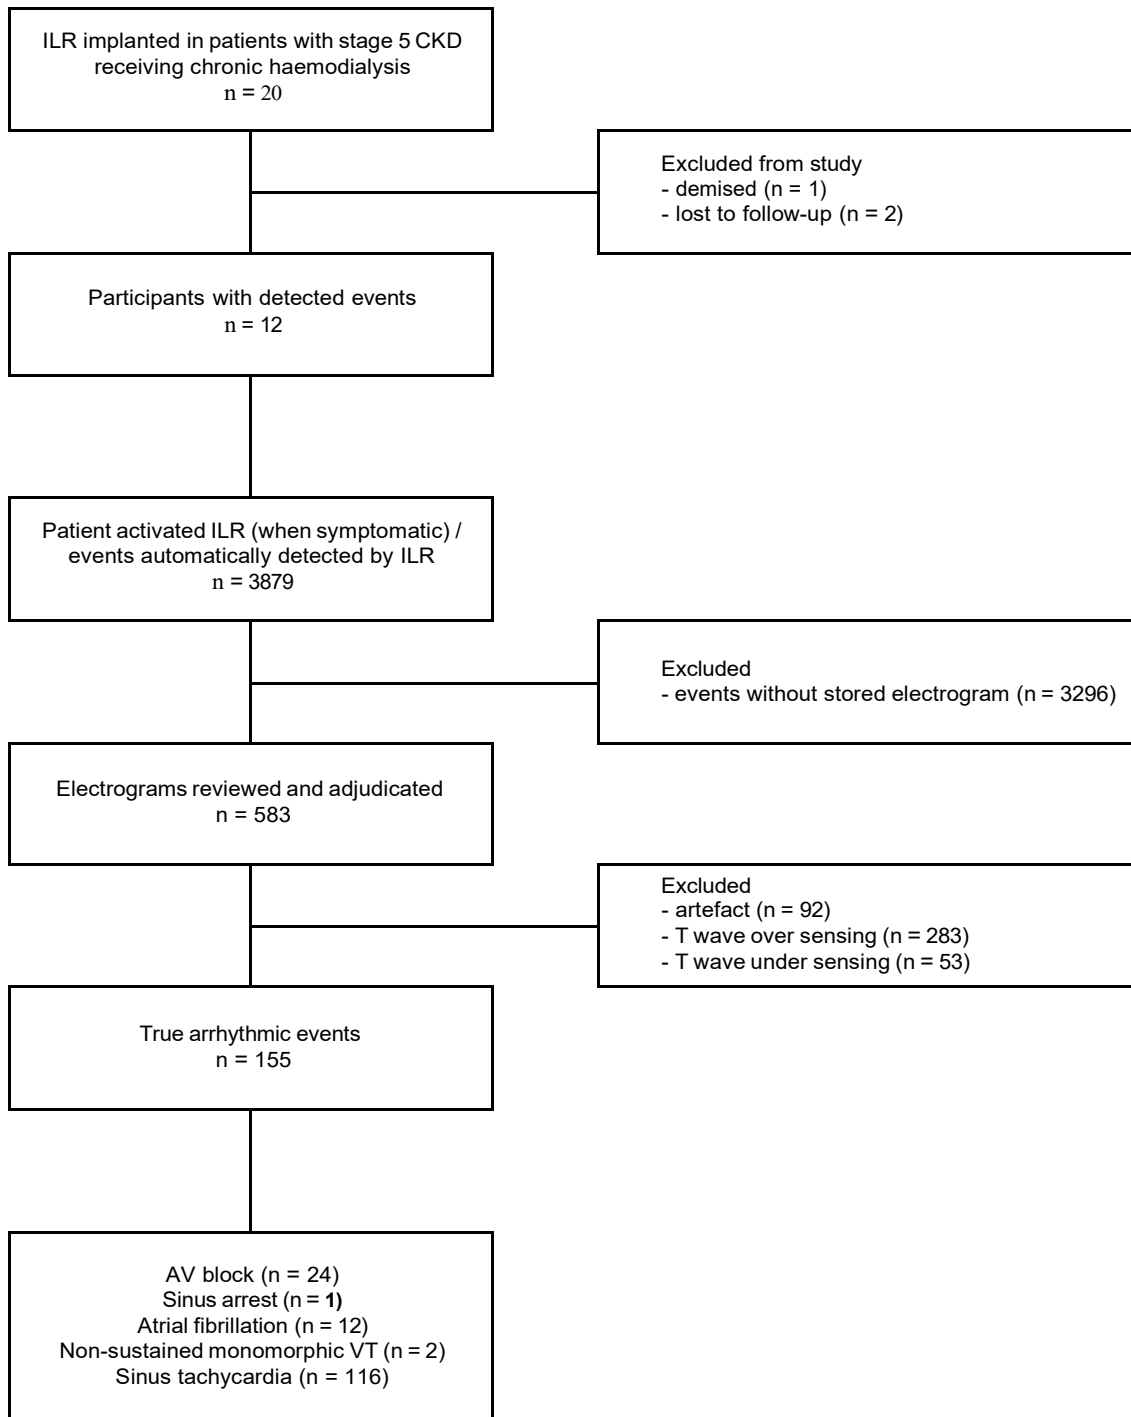 ILR implanted in patients with stage 5 CKD
receiving chronic haemodialysis
n = 20
Excluded from study
- demised (n = 1)
- lost to follow-up (n = 2)
Participants with detected events
n = 12
Patient activated ILR (when symptomatic) /
events automatically detected by ILR
n = 3879
Excluded
- events without stored electrogram (n = 3296)
Electrograms reviewed and adjudicated
n = 583
Excluded
- artefact (n = 92)
- T wave over sensing (n = 283)
- T wave under sensing (n = 53)
True arrhythmic events
n = 155
AV block (n = 24)
Sinus arrest (n = 1)
Atrial fibrillation (n = 12)
Non-sustained monomorphic VT (n = 2)
Sinus tachycardia (n = 116)